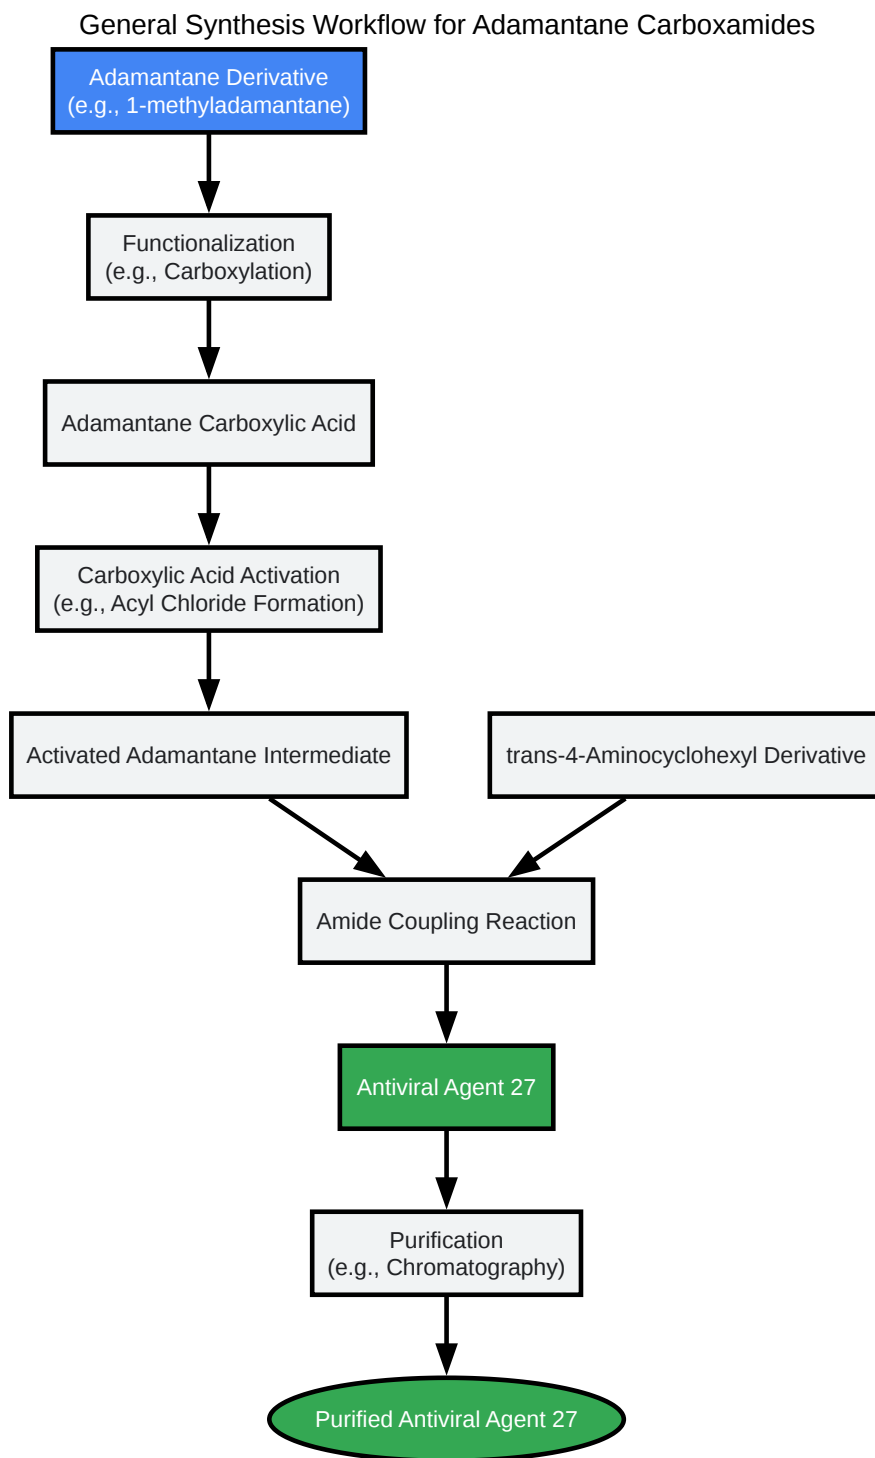 General Synthesis Workflow for Adamantane Carboxamides
Adamantane Derivative
(e.g., 1-methyladamantane)
Functionalization
(e.g., Carboxylation)
Adamantane Carboxylic Acid
Carboxylic Acid Activation
(e.g., Acyl Chloride Formation)
Activated Adamantane Intermediate
trans-4-Aminocyclohexyl Derivative
Amide Coupling Reaction
Antiviral Agent 27
Purification
(e.g., Chromatography)
Purified Antiviral Agent 27